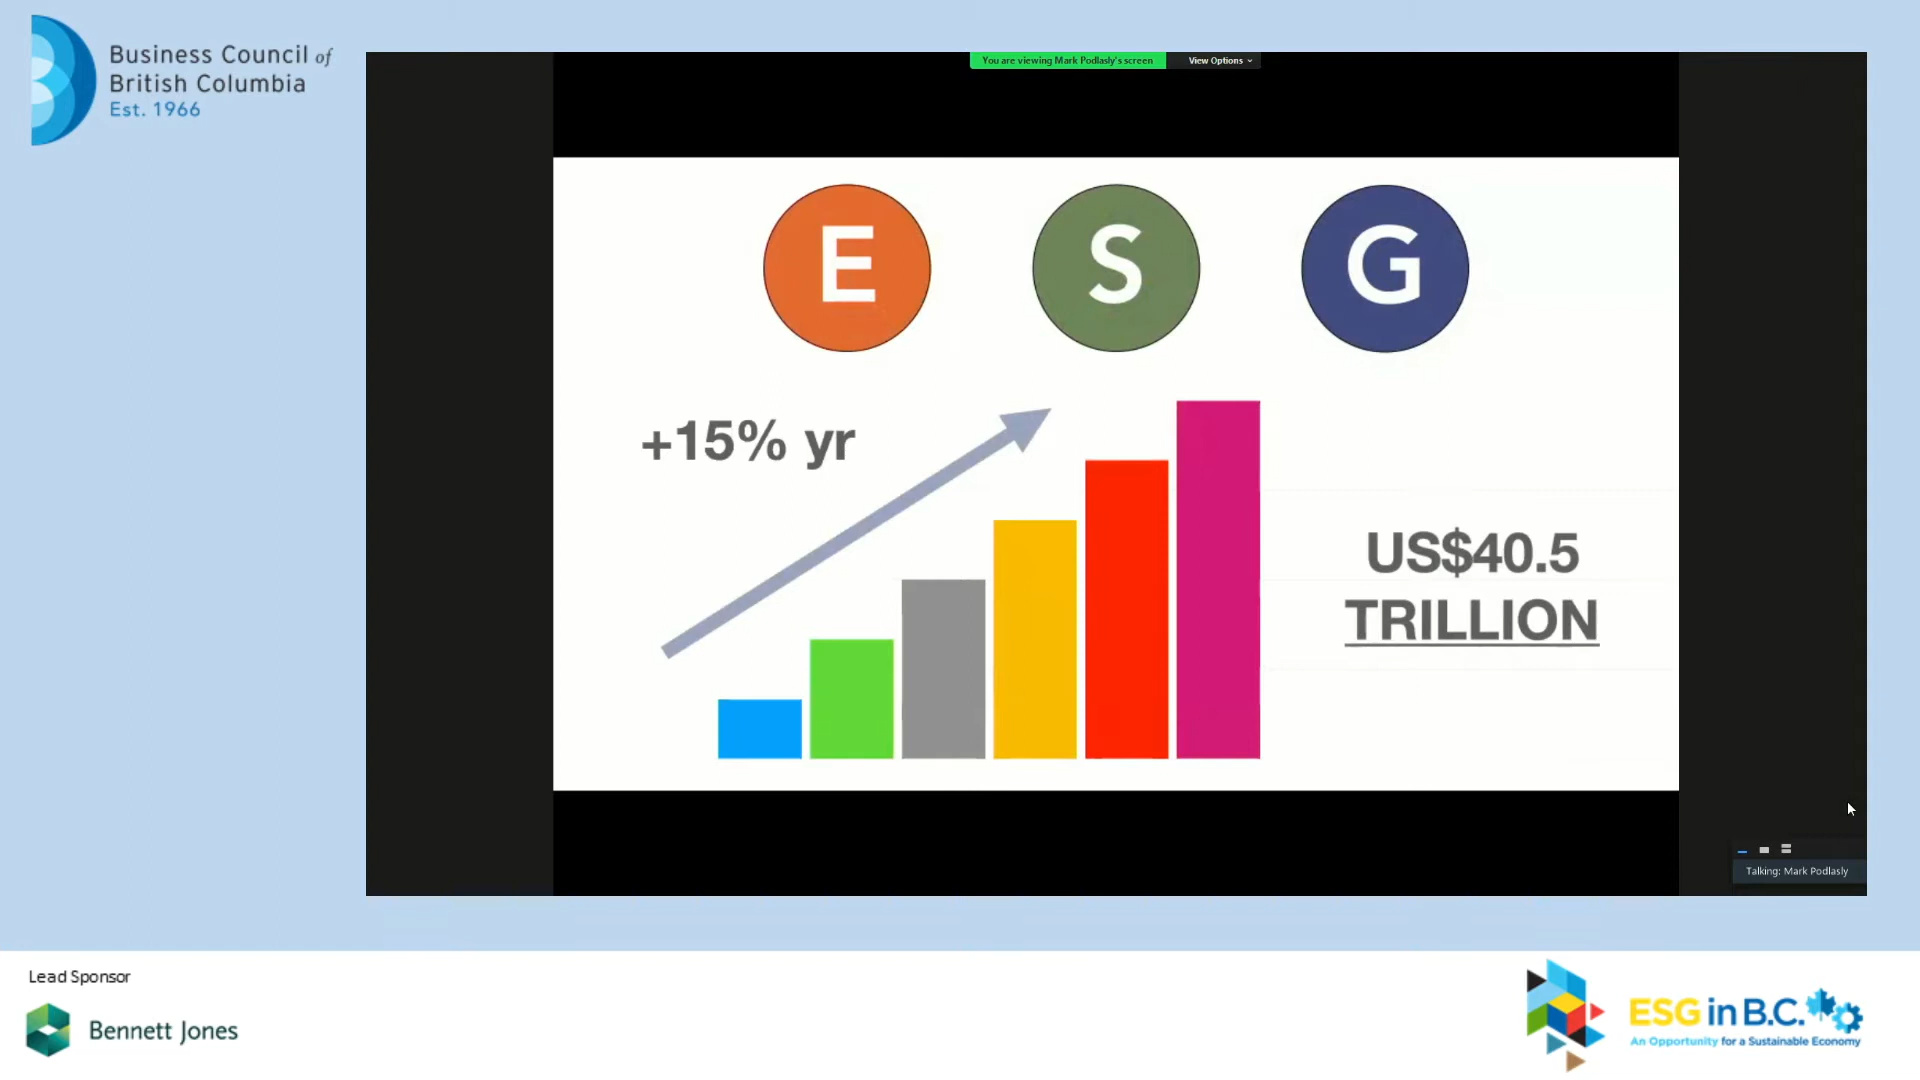 Business Council of
British Columbia
Est. 1966
You are viewing Mark Podlasly's screen
View Options
E S G
+15% yr
US$40.5
TRILLION
Talking: Mark Podlasly
Lead Sponsor
Bennett Jones
ESG in B.C.
An Opportunity for a Sustainable Economy